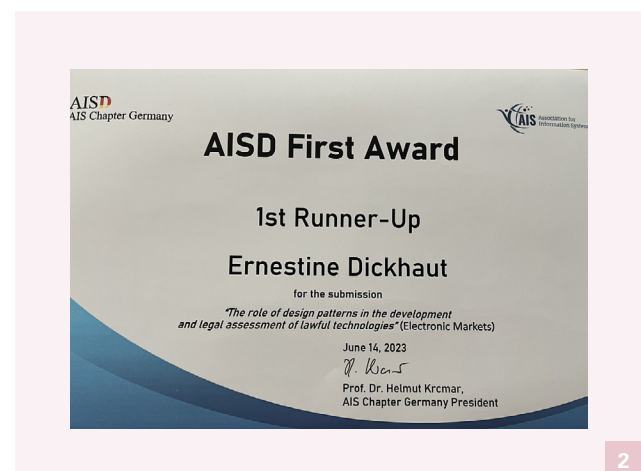 AISD
AIS Chapter Germany
AIS Association for
Information Systems
AISD First Award
1st Runner-Up
Ernestine Dickhaut
for the submission
"The role of design patterns in the development
and legal assessment of lawful technologies" (Electronic Markets)
June 14, 2023
Prof. Dr. Helmut Krcmar,
AIS Chapter Germany President
2